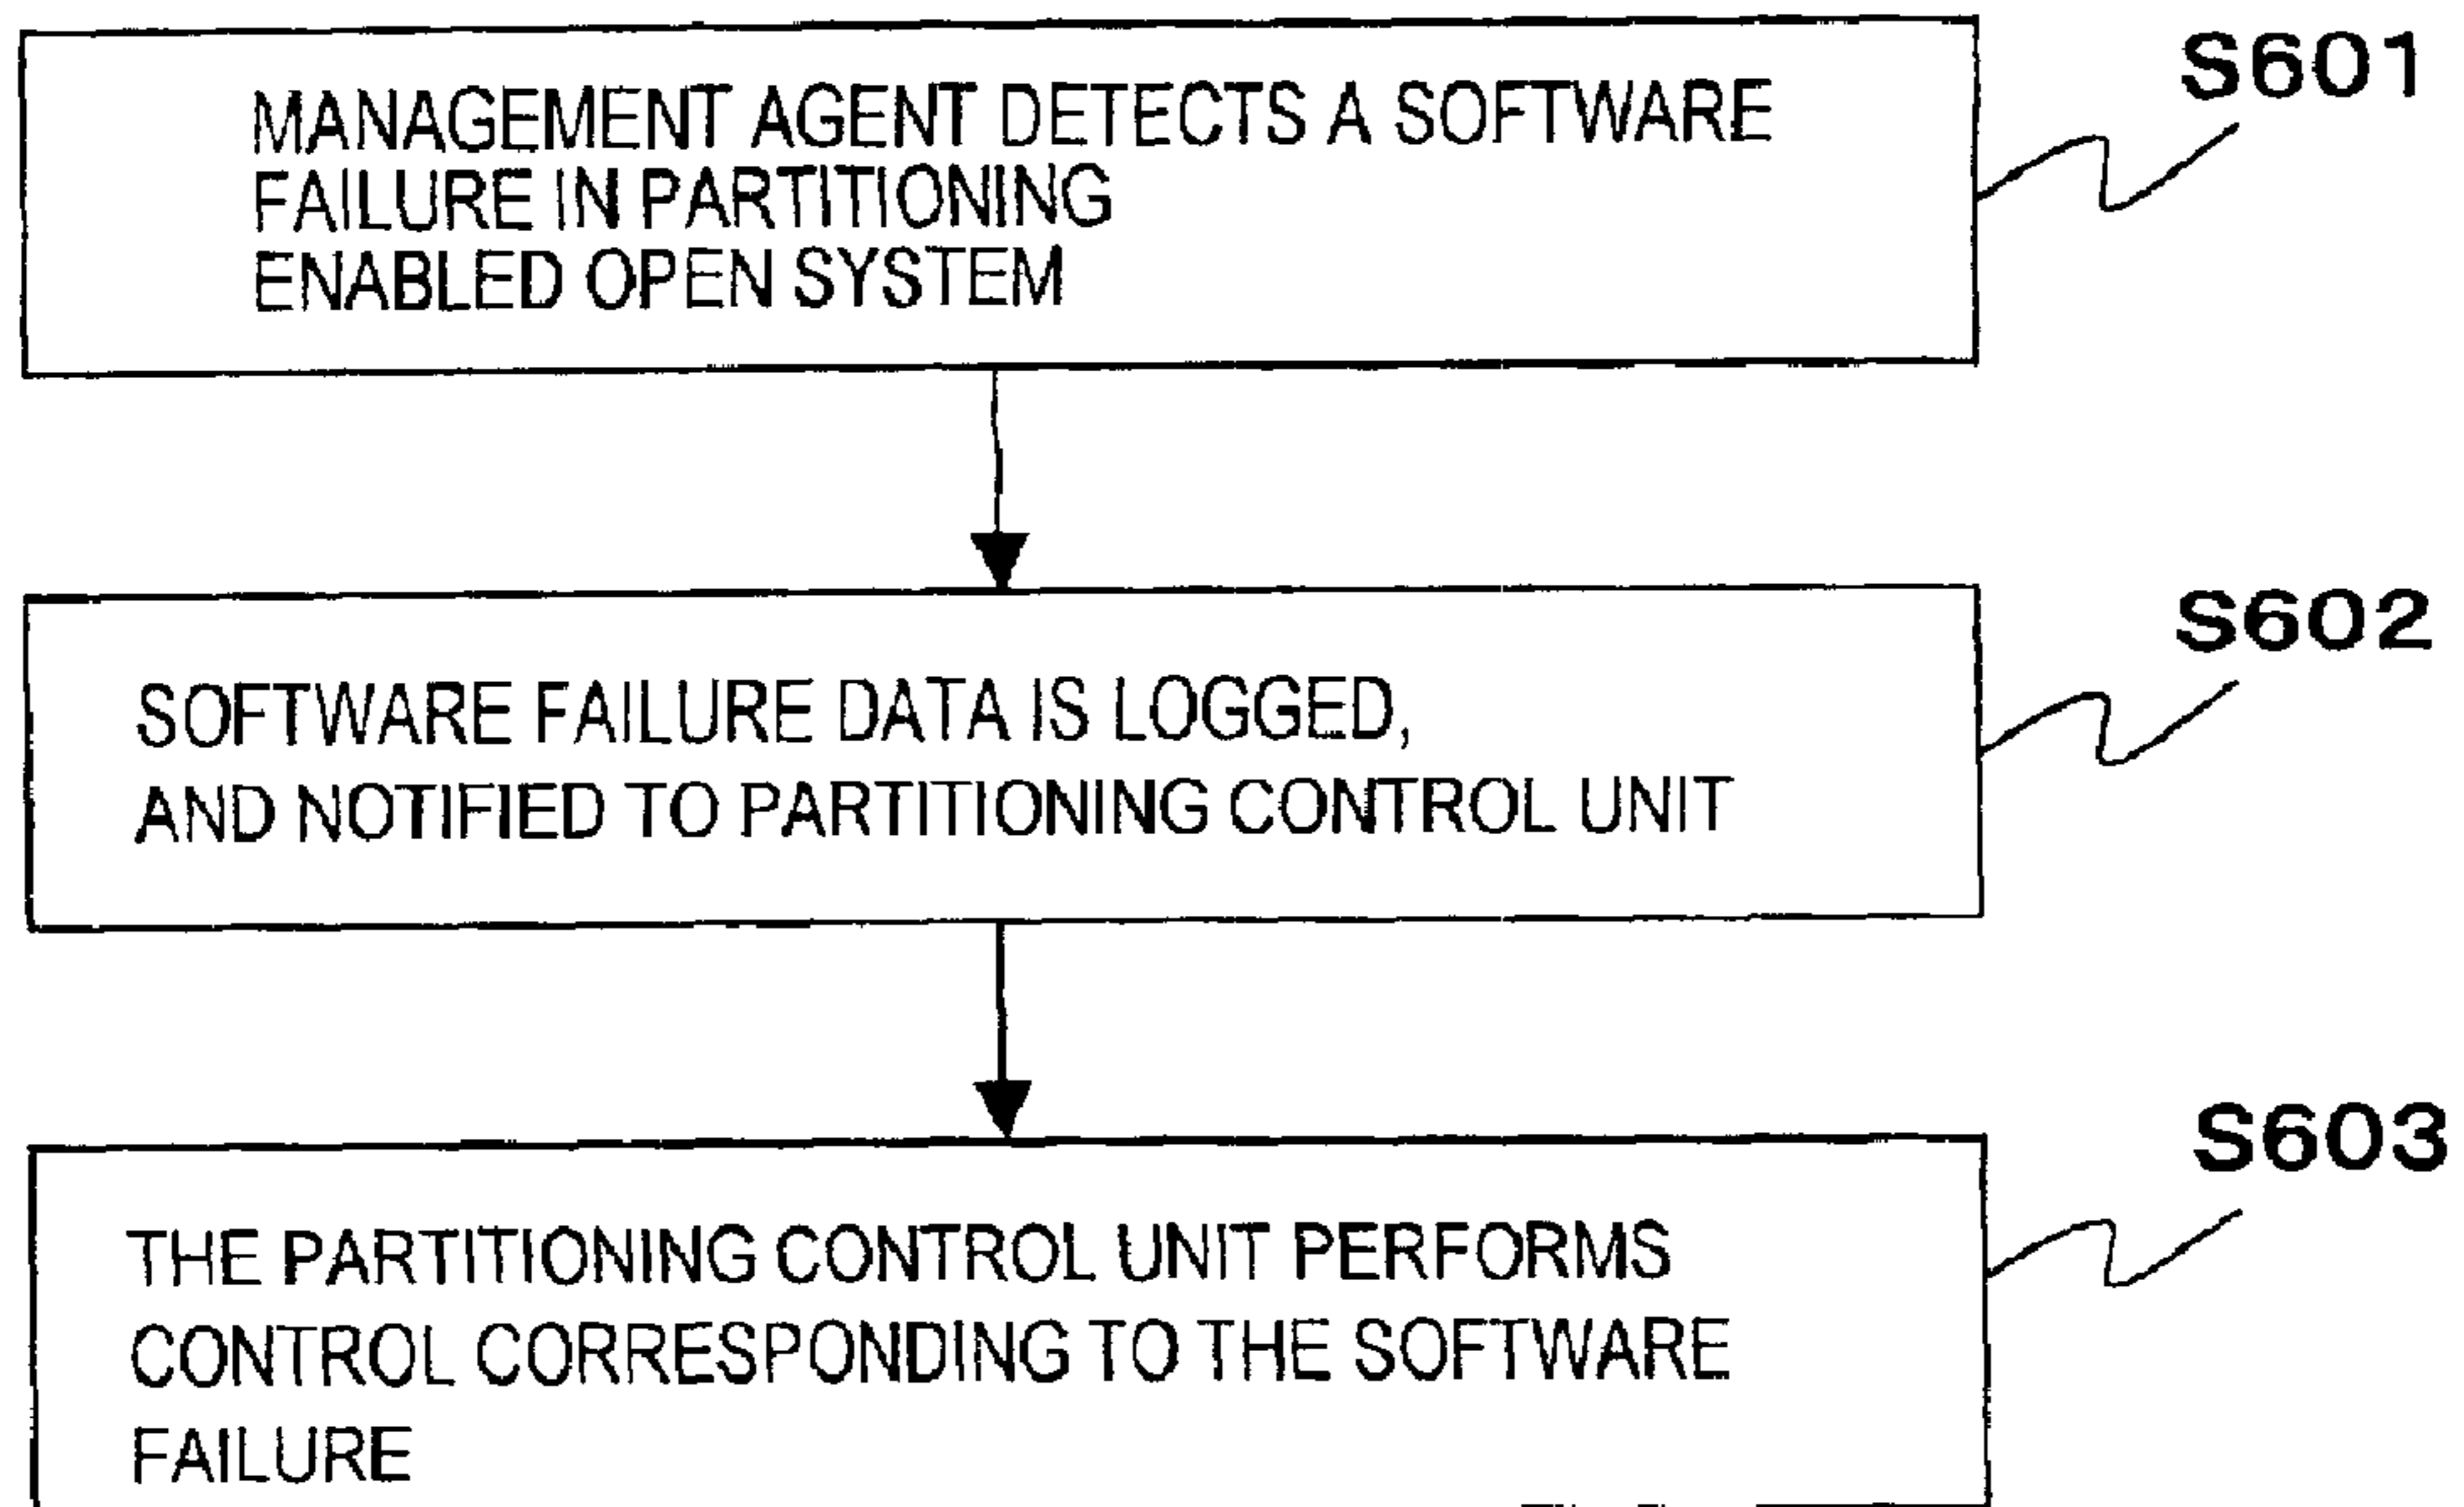 S601
MANAGEMENT AGENT DETECTS A SOFTWARE
FAILURE IN PARTITIONING
ENABLED OPEN SYSTEM
S602
SOFTWARE FAILURE DATA IS LOGGED,
AND NOTIFIED TO PARTITIONING CONTROL UNIT
S603
THE PARTITIONING CONTROL UNIT PERFORMS
CONTROL CORRESPONDING TO THE SOFTWARE
FAILURE